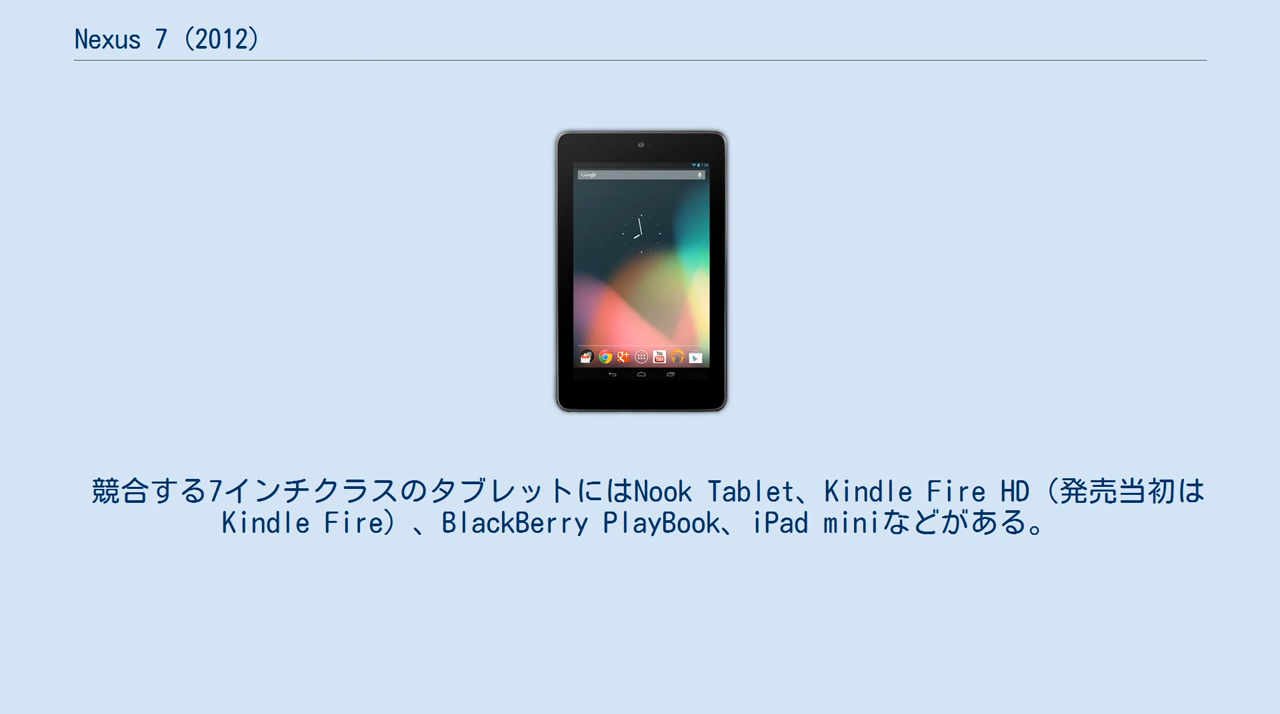 Nexus 7 (2012)
Google
競合する7インチクラスのタブレットにはNook Tablet、Kindle Fire HD（発売当初は
Kindle Fire）、BlackBerry PlayBook、iPad miniなどがある。